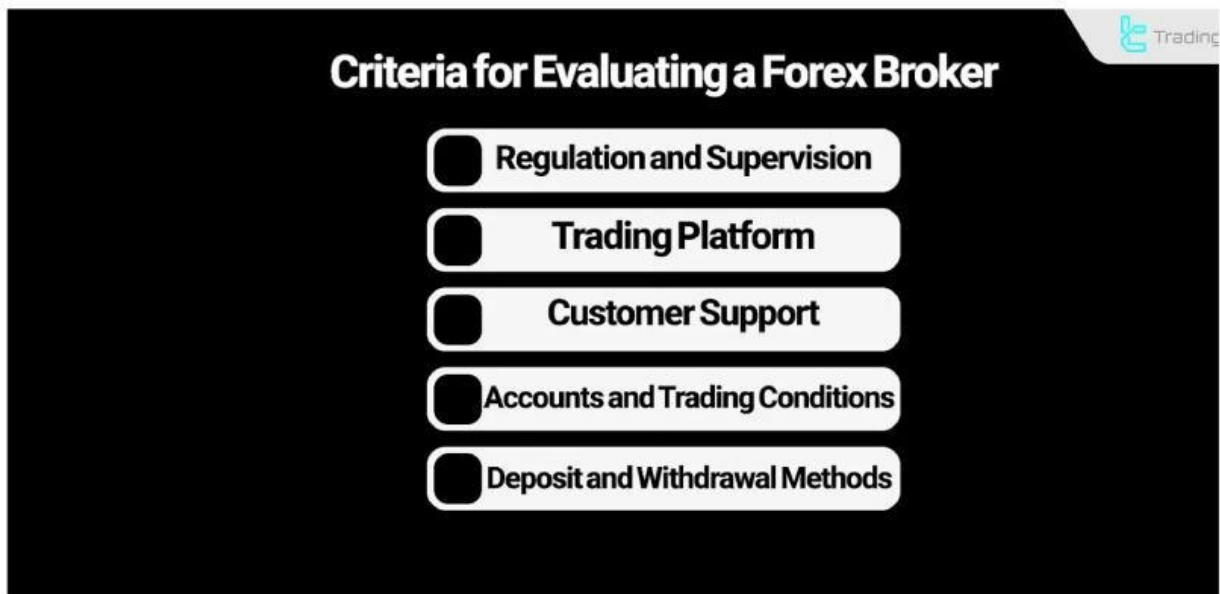 Trading
Criteria for Evaluating a Forex Broker
Regulation and Supervision
Trading Platform
Customer Support
Accounts and Trading Conditions
Deposit and Withdrawal Methods